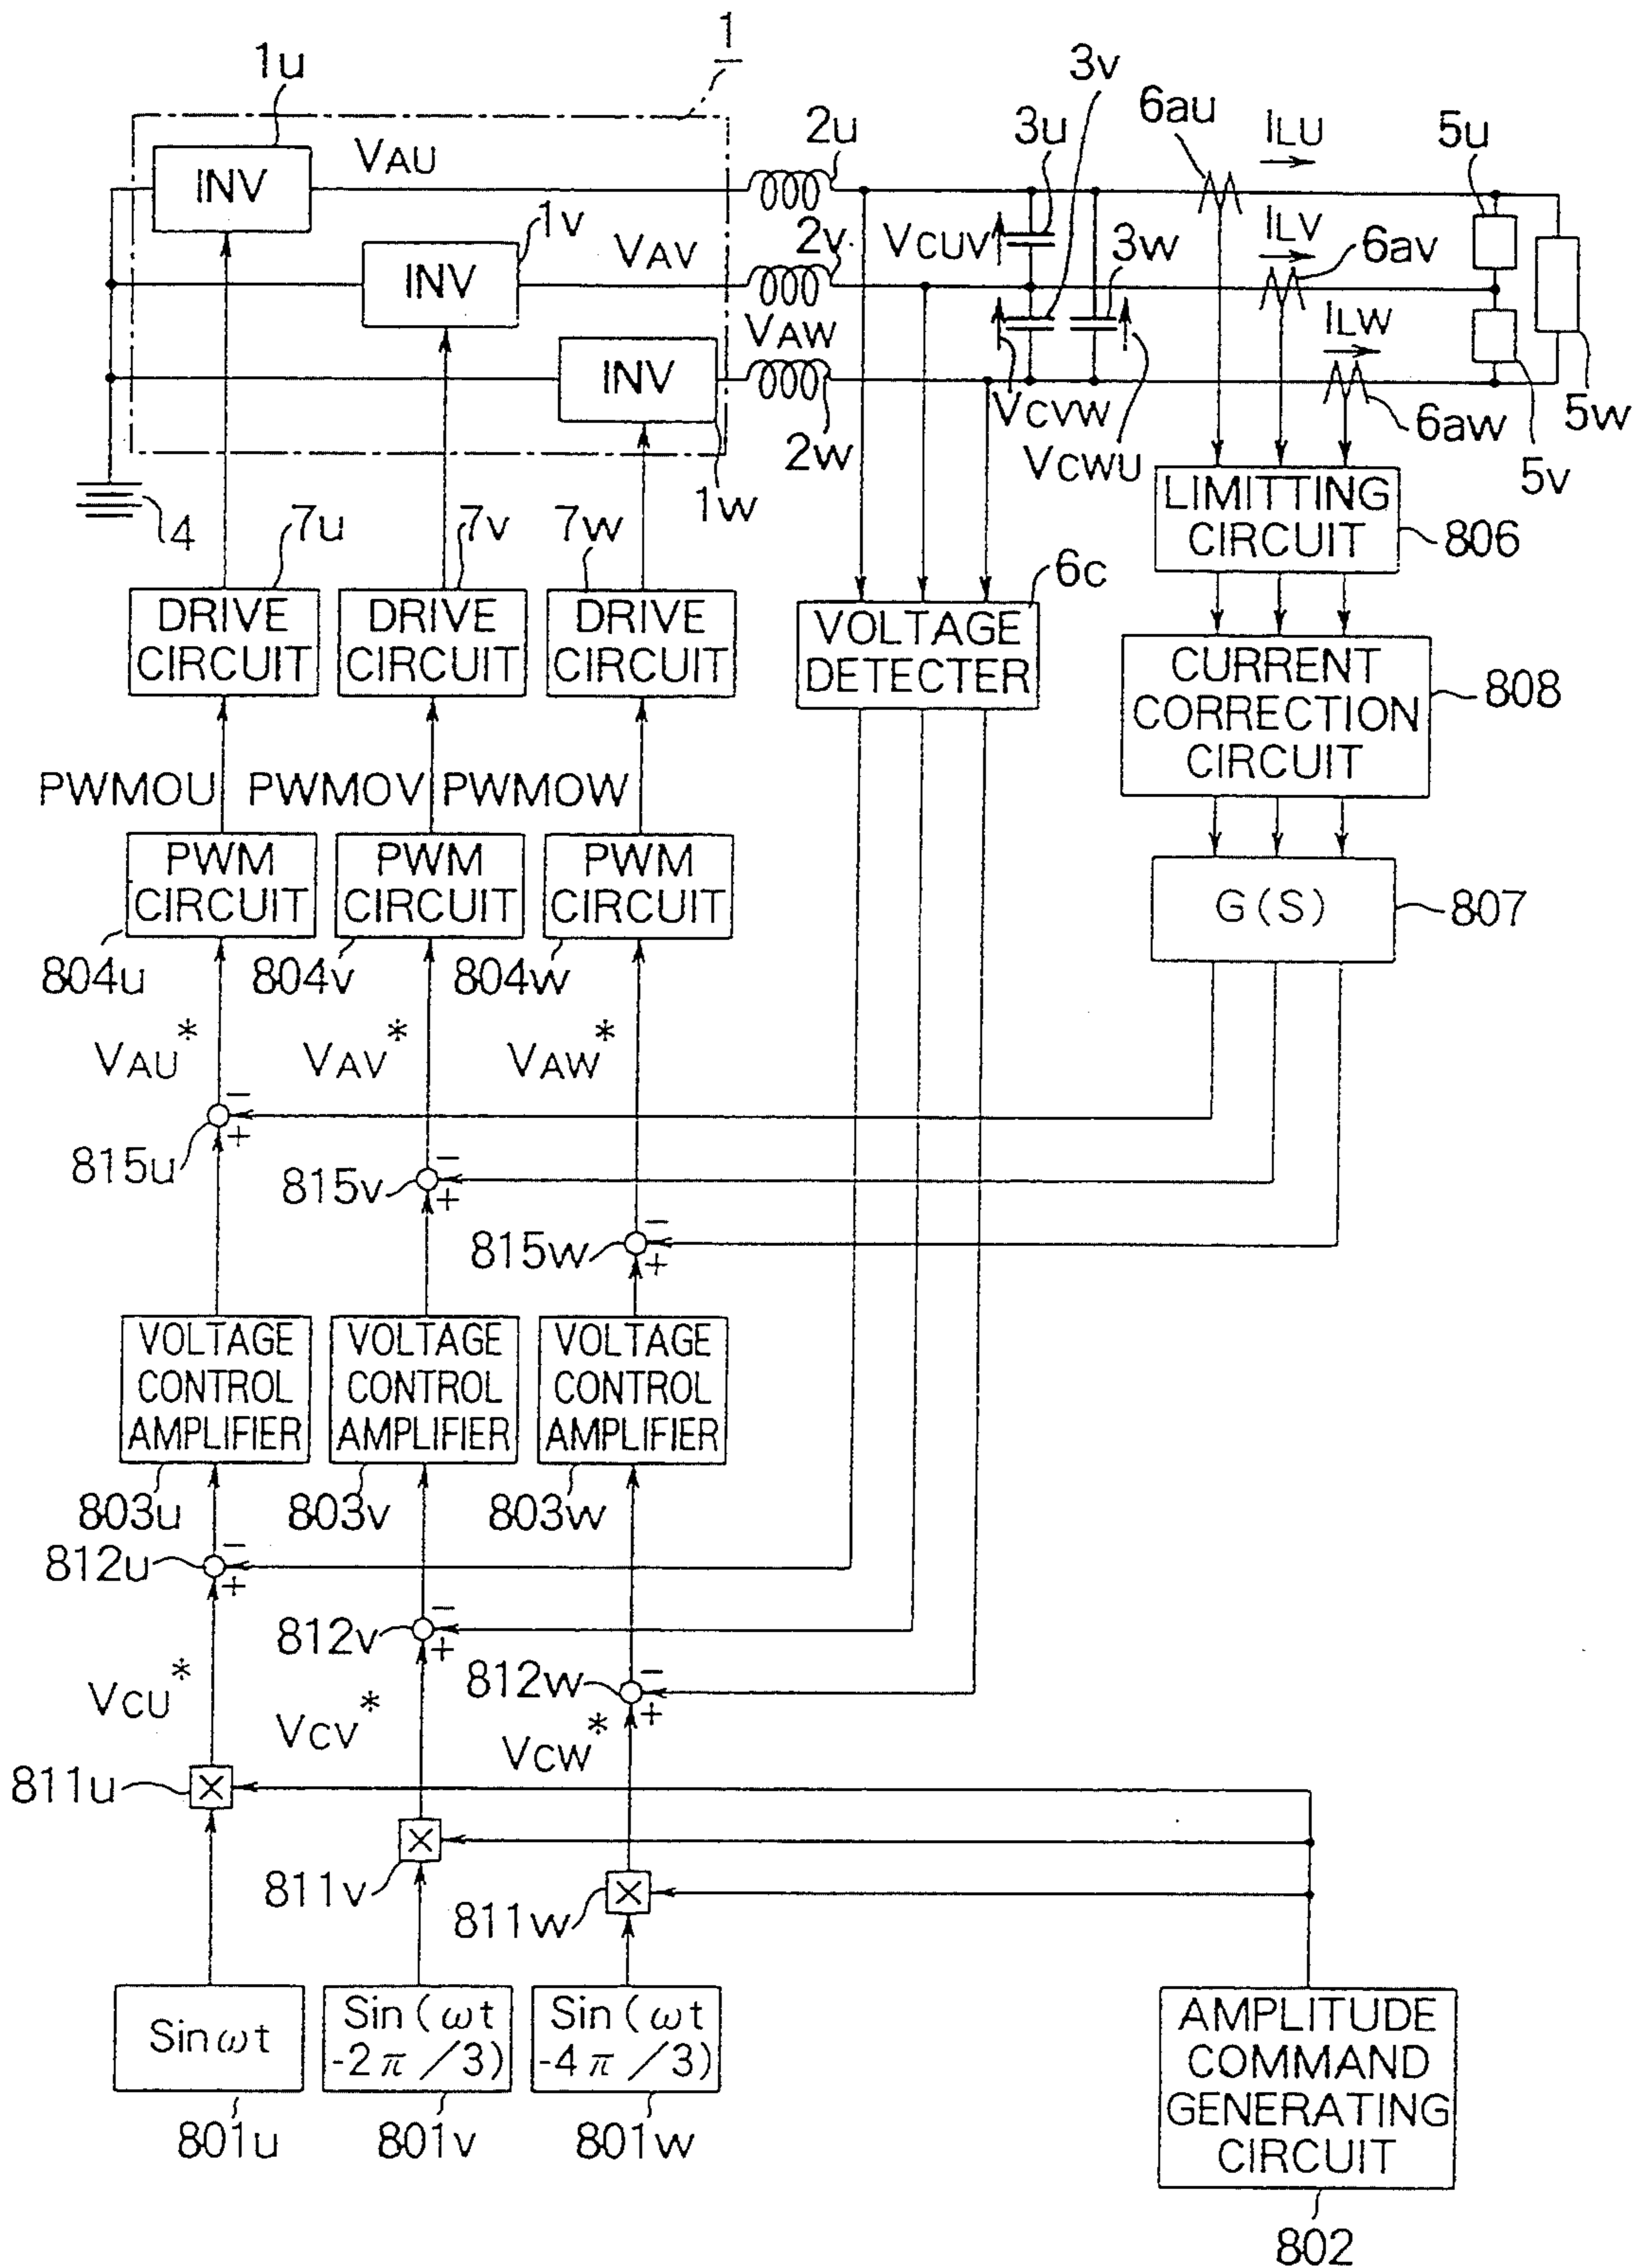 1
1u
3v
6au
ILU
5u
2u
3u
VAU
INV
1v
ILV
6av
VCUV
2v
3w
VAV
INV
ILW
VAW
INV
VCVW
6aw
5w
2w
VCWU
5v
1w
4
LIMITTING
CIRCUIT
806
7u
7v
7w
6c
DRIVE
CIRCUIT
DRIVE
CIRCUIT
DRIVE
CIRCUIT
VOLTAGE
DETECTER
CURRENT
CORRECTION
CIRCUIT
808
PWMOU
PWMOV
PWMOW
PWM
CIRCUIT
PWM
CIRCUIT
PWM
CIRCUIT
G(S)
807
804u
804v
804w
VAU*
VAV*
VAW*
−
+
815u
−
+
815v
−
+
815w
VOLTAGE
CONTROL
AMPLIFIER
VOLTAGE
CONTROL
AMPLIFIER
VOLTAGE
CONTROL
AMPLIFIER
803u
803v
803w
−
+
812u
−
+
812v
−
+
812w
VCU*
VCV*
VCW*
811u
×
811v
×
811w
×
Sinωt
Sin(ωt
-2π/3)
Sin(ωt
-4π/3)
801u
801v
801w
AMPLITUDE
COMMAND
GENERATING
CIRCUIT
802